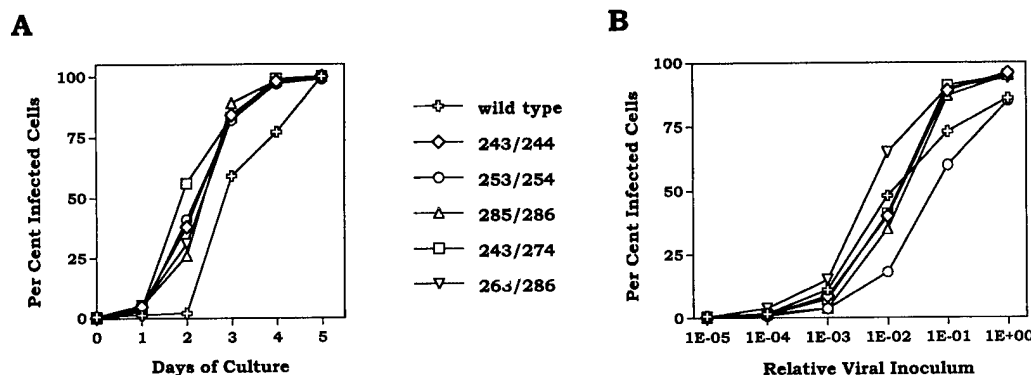 A
Per Cent Infected Cells
100
75
50
25
0
0 1 2 3 4 5
Days of Culture
wild type
243/244
253/254
285/286
243/274
263/286
B
Per Cent Infected Cells
100
75
50
25
0
1E-05 1E-04 1E-03 1E-02 1E-01 1E+00
Relative Viral Inoculum